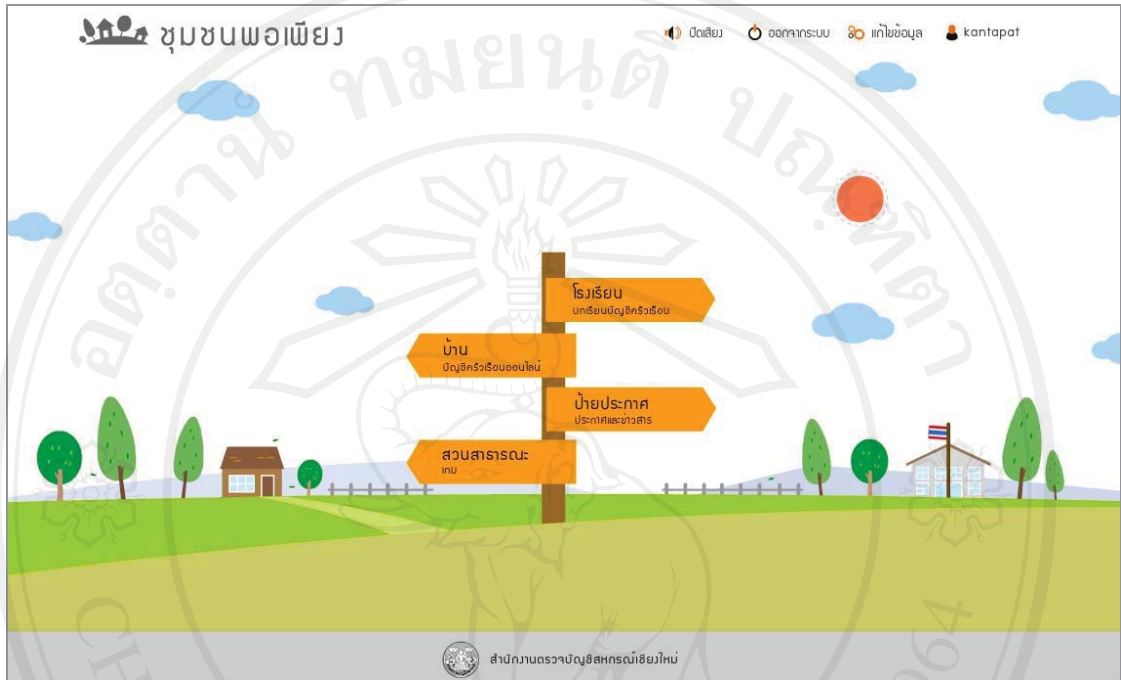 ชุมชนพอเพียง
ปิดเสียง ออกจากระบบ แก้ไขข้อมูล kantapat
โรงเรียน
บทเรียนบัญชีครัวเรือน
บ้าน
บัญชีครัวเรือนออนไลน์
ป้ายประกาศ
ประกาศและข่าวสาร
สวนสาธารณะ
เกม
สำนักงานตรวจบัญชีสหกรณ์เชียงใหม่
964